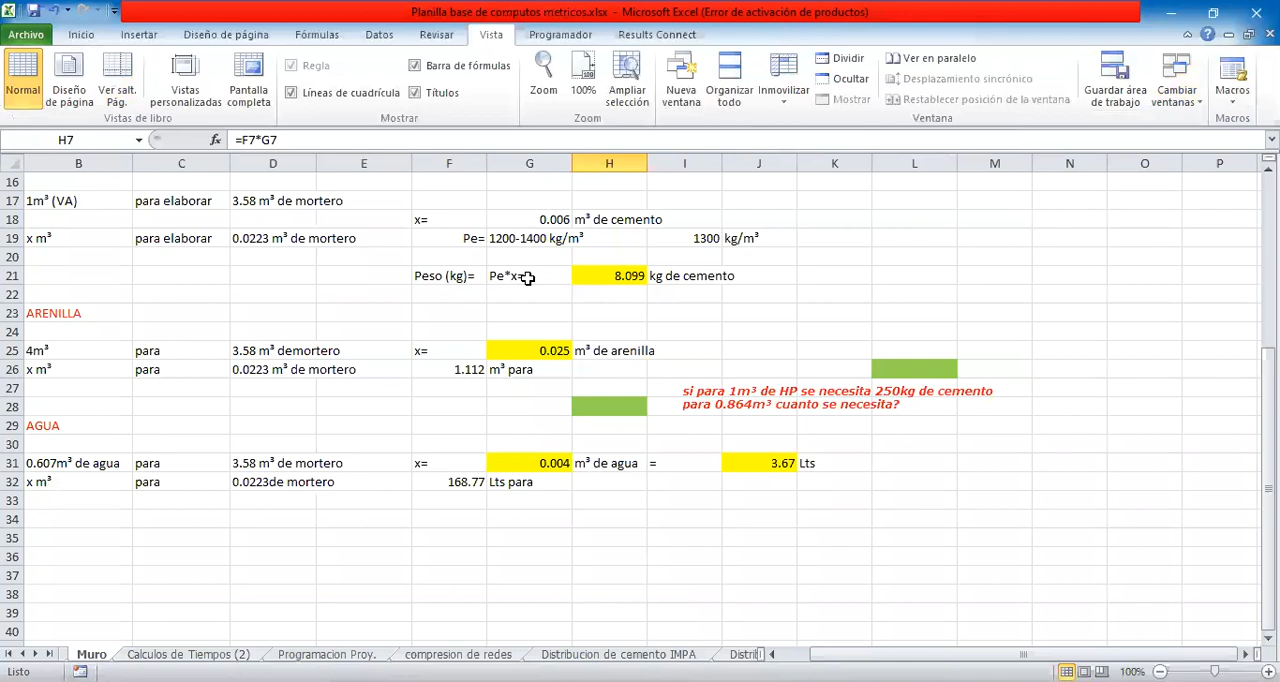 Planilla base de computos metricos.xlsx - Microsoft Excel (Error de activación de productos)
Archivo Inicio Insertar Diseño de página Fórmulas Datos Revisar Vista Programador Results Connect
Normal Diseño de página Ver salt. Pág. Vistas personalizadas Pantalla completa
Regla Barra de fórmulas
Líneas de cuadrícula Títulos
Zoom 100% Ampliar selección
Nueva ventana Organizar todo Inmovilizar
Dividir Ver en paralelo
Ocultar Desplazamiento sincrónico
Mostrar Restablecer posición de la ventana
Guardar área de trabajo Cambiar ventanas Macros
Vistas de libro Mostrar Zoom Ventana Macros
H7 fx =F7*G7
B C D E F G H I J K L M N O P
16
17 1m³ (VA) para elaborar 3.58 m³ de mortero
18 x= 0.006 m³ de cemento
19 x m³ para elaborar 0.0223 m³ de mortero Pe= 1200-1400 kg/m³ 1300 kg/m³
20
21 Peso (kg)= Pe*x= 8.099 kg de cemento
22
23 ARENILLA
24
25 4m³ para 3.58 m³ demortero x= 0.025 m³ de arenilla
26 x m³ para 0.0223 m³ de mortero 1.112 m³ para
27 si para 1m³ de HP se necesita 250kg de cemento
28 para 0.864m³ cuanto se necesita?
29 AGUA
30
31 0.607m³ de agua para 3.58 m³ de mortero x= 0.004 m³ de agua = 3.67 Lts
32 x m³ para 0.0223de mortero 168.77 Lts para
33
34
35
36
37
38
39
40
Muro Calculos de Tiempos (2) Programacion Proy. compresion de redes Distribucion de cemento IMPA Distril
Listo 100%